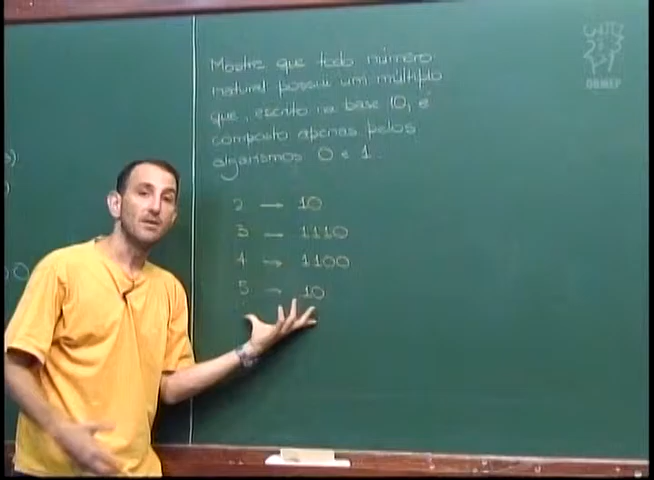 Mostre que todo número
natural possui um múltiplo
que, escrito na base 10, é
composto apenas pelos
algarismos 0 e 1.
2 → 10
3 → 1110
4 → 1100
5 → 10
OBMEP